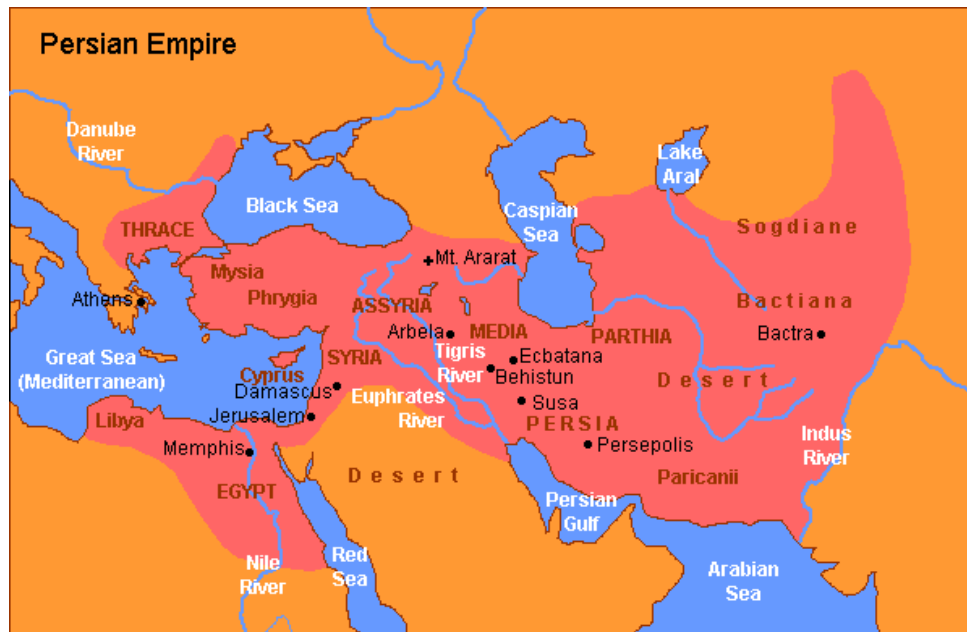 Persian Empire
Danube
River
Lake
Aral
Black Sea
Caspian
Sea
THRACE
Sogdiane
Mt. Ararat
Mysia
Phrygia
Athens
ASSYRIA
Bactiana
Arbela
MEDIA
PARTHIA
Bactra
Great Sea
(Mediterranean)
SYRIA
Tigris
River
Ecbatana
Behistun
Cyprus
Damascus
Desert
Euphrates
River
Susa
Libya
Jerusalem
PERSIA
Indus
River
Memphis
Persepolis
Desert
Paricanii
EGYPT
Persian
Gulf
Nile
River
Red
Sea
Arabian
Sea